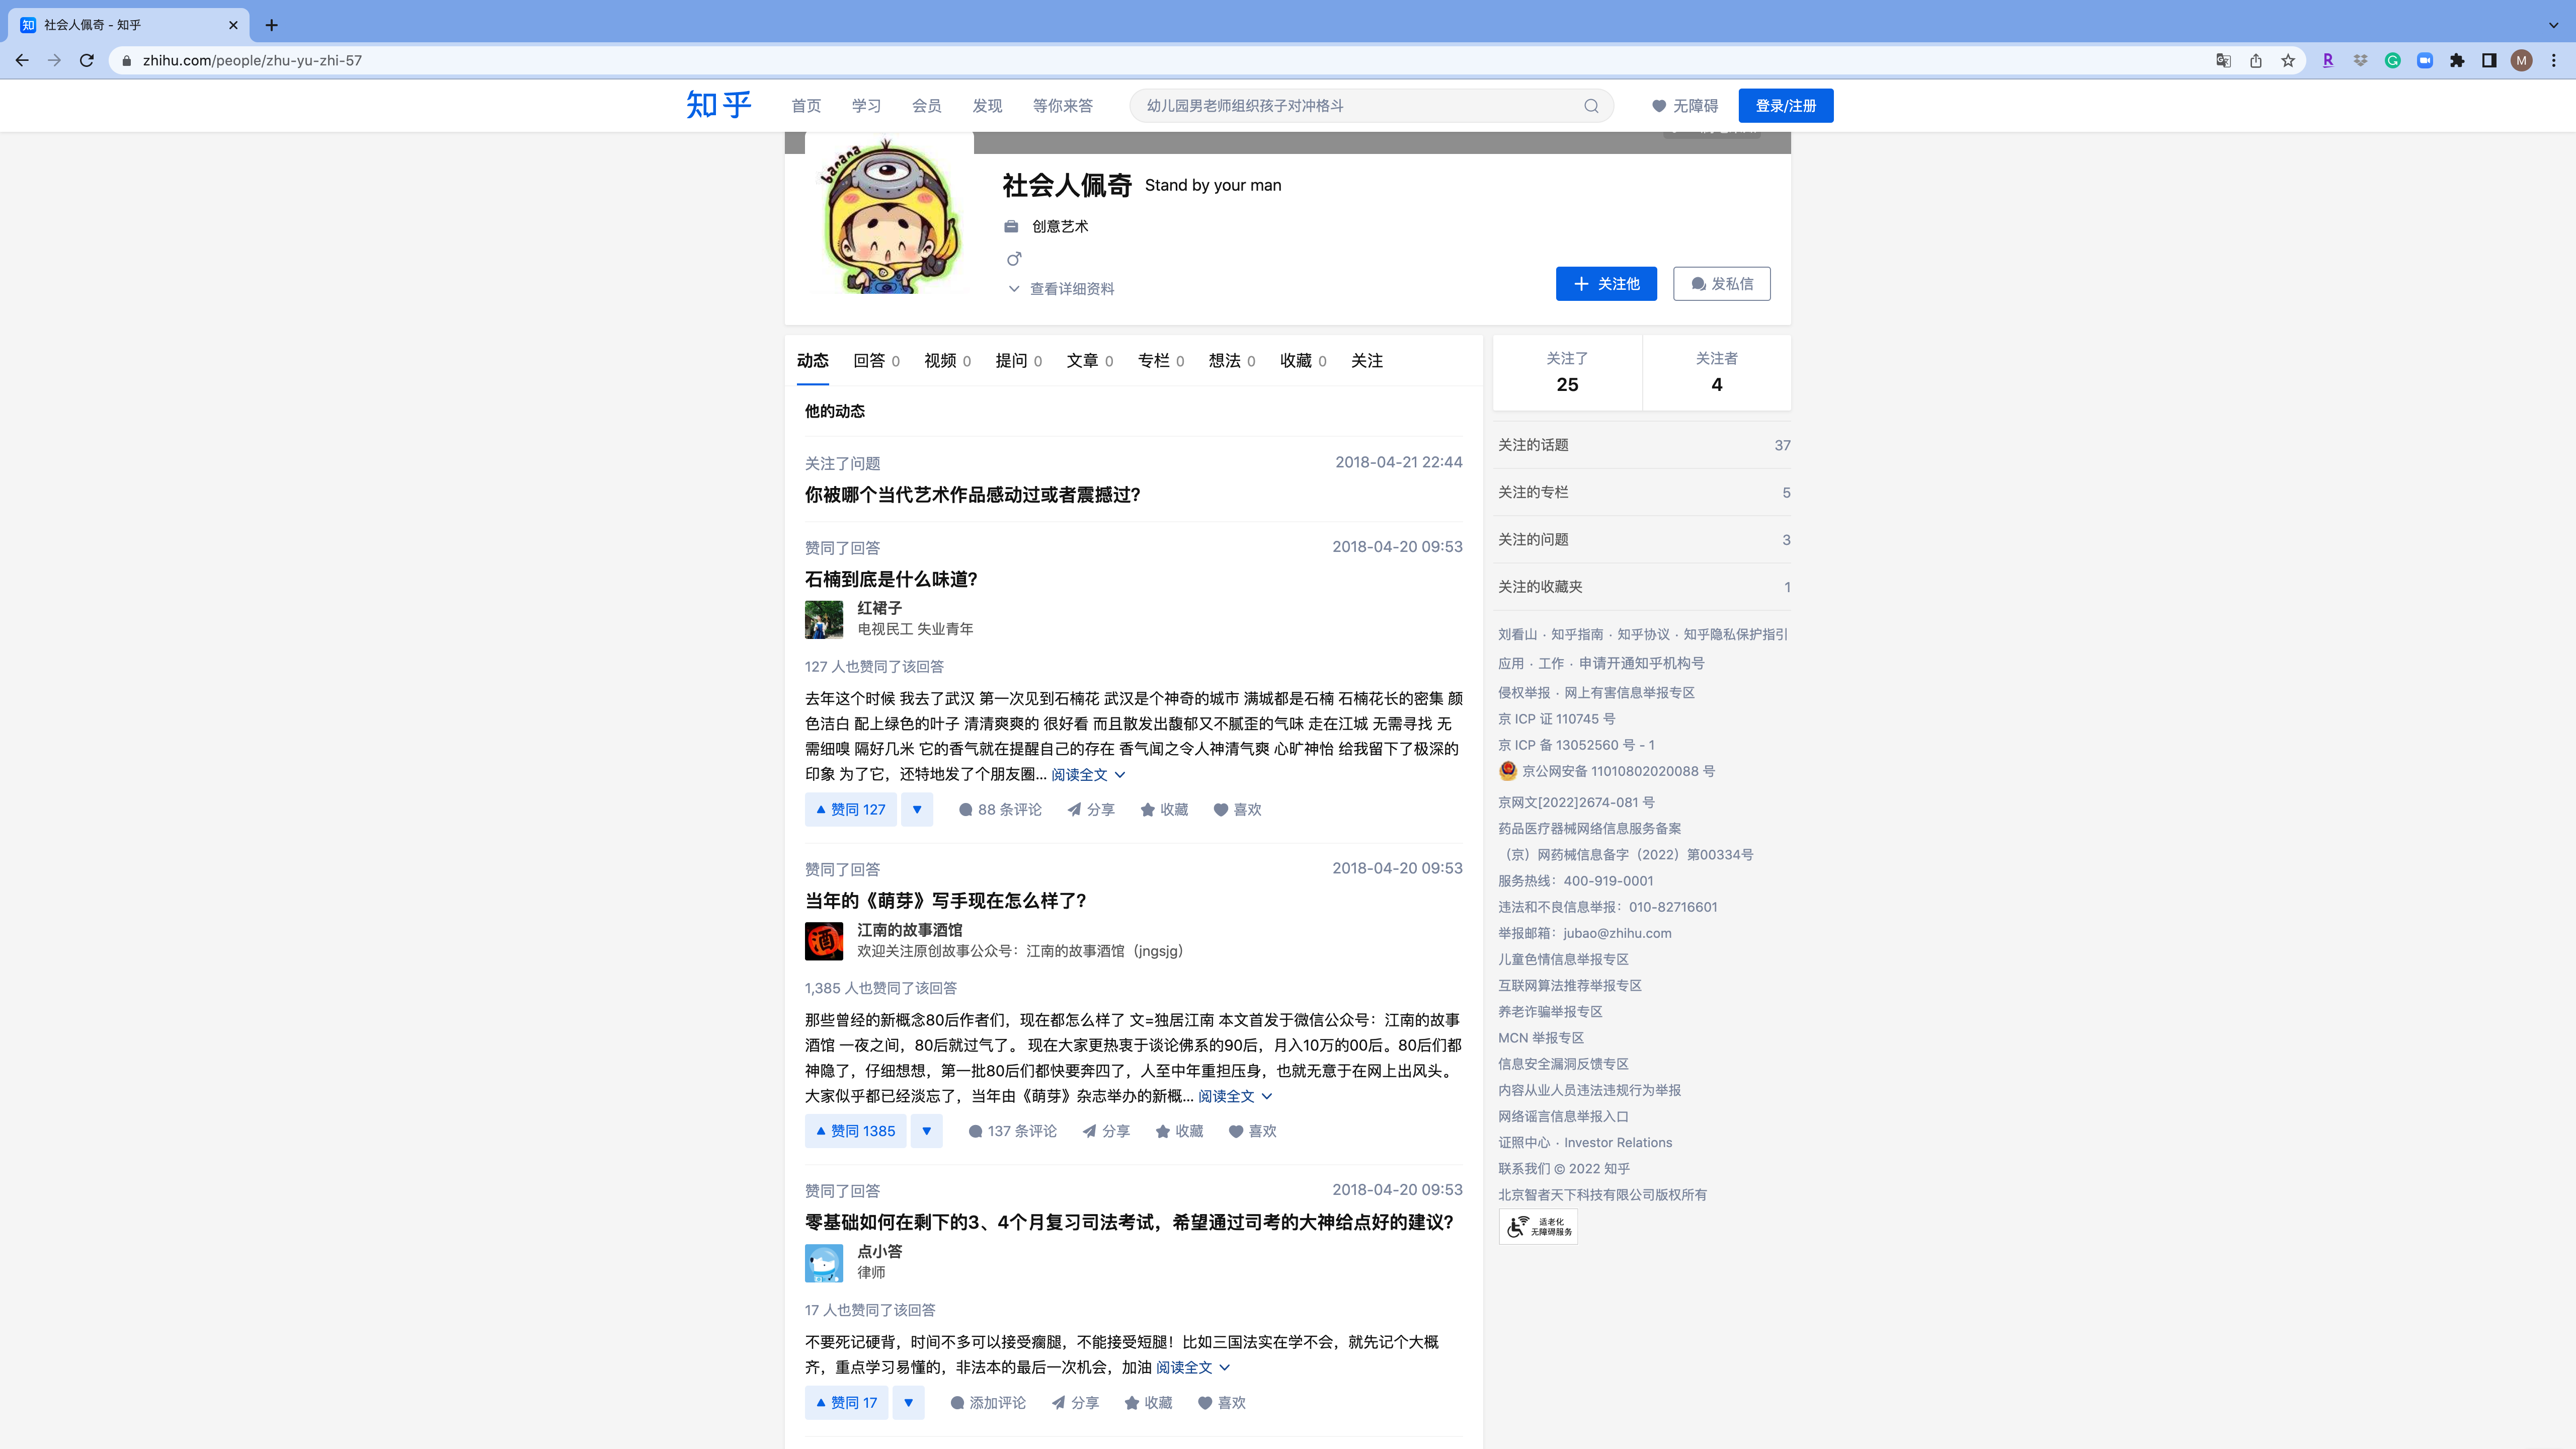 社会人佩奇 - 知乎
zhihu.com/people/zhu-yu-zhi-57
M
知乎
首页 学习 会员 发现 等你来答
幼儿园男老师组织孩子对冲格斗
无障碍
登录/注册
banana
社会人佩奇 Stand by your man
创意艺术
查看详细资料
关注他
发私信
动态 回答 0 视频 0 提问 0 文章 0 专栏 0 想法 0 收藏 0 关注
他的动态
关注了问题 2018-04-21 22:44
你被哪个当代艺术作品感动过或者震撼过?
赞同了回答 2018-04-20 09:53
石楠到底是什么味道?
红裙子
电视民工 失业青年
127 人也赞同了该回答
去年这个时候 我去了武汉 第一次见到石楠花 武汉是个神奇的城市 满城都是石楠 石楠花长的密集 颜
色洁白 配上绿色的叶子 清清爽爽的 很好看 而且散发出馥郁又不腻歪的气味 走在江城 无需寻找 无
需细嗅 隔好几米 它的香气就在提醒自己的存在 香气闻之令人神清气爽 心旷神怡 给我留下了极深的
印象 为了它，还特地发了个朋友圈... 阅读全文
赞同 127 88 条评论 分享 收藏 喜欢
赞同了回答 2018-04-20 09:53
当年的《萌芽》写手现在怎么样了?
酒
江南的故事酒馆
欢迎关注原创故事公众号：江南的故事酒馆（jngsjg）
1,385 人也赞同了该回答
那些曾经的新概念80后作者们，现在都怎么样了 文=独居江南 本文首发于微信公众号：江南的故事
酒馆 一夜之间，80后就过气了。 现在大家更热衷于谈论佛系的90后，月入10万的00后。80后们都
神隐了，仔细想想，第一批80后们都快要奔四了，人至中年重担压身，也就无意于在网上出风头。
大家似乎都已经淡忘了，当年由《萌芽》杂志举办的新概... 阅读全文
赞同 1385 137 条评论 分享 收藏 喜欢
赞同了回答 2018-04-20 09:53
零基础如何在剩下的3、4个月复习司法考试，希望通过司考的大神给点好的建议?
点小答
律师
17 人也赞同了该回答
不要死记硬背，时间不多可以接受瘸腿，不能接受短腿！比如三国法实在学不会，就先记个大概
齐，重点学习易懂的，非法本的最后一次机会，加油 阅读全文
赞同 17 添加评论 分享 收藏 喜欢
关注了 关注者
25 4
关注的话题 37
关注的专栏 5
关注的问题 3
关注的收藏夹 1
刘看山 · 知乎指南 · 知乎协议 · 知乎隐私保护指引
应用 · 工作 · 申请开通知乎机构号
侵权举报 · 网上有害信息举报专区
京 ICP 证 110745 号
京 ICP 备 13052560 号 - 1
京公网安备 11010802020088 号
京网文[2022]2674-081 号
药品医疗器械网络信息服务备案
（京）网药械信息备字（2022）第00334号
服务热线：400-919-0001
违法和不良信息举报：010-82716601
举报邮箱：jubao@zhihu.com
儿童色情信息举报专区
互联网算法推荐举报专区
养老诈骗举报专区
MCN 举报专区
信息安全漏洞反馈专区
内容从业人员违法违规行为举报
网络谣言信息举报入口
证照中心 · Investor Relations
联系我们 © 2022 知乎
北京智者天下科技有限公司版权所有
适老化
无障碍服务